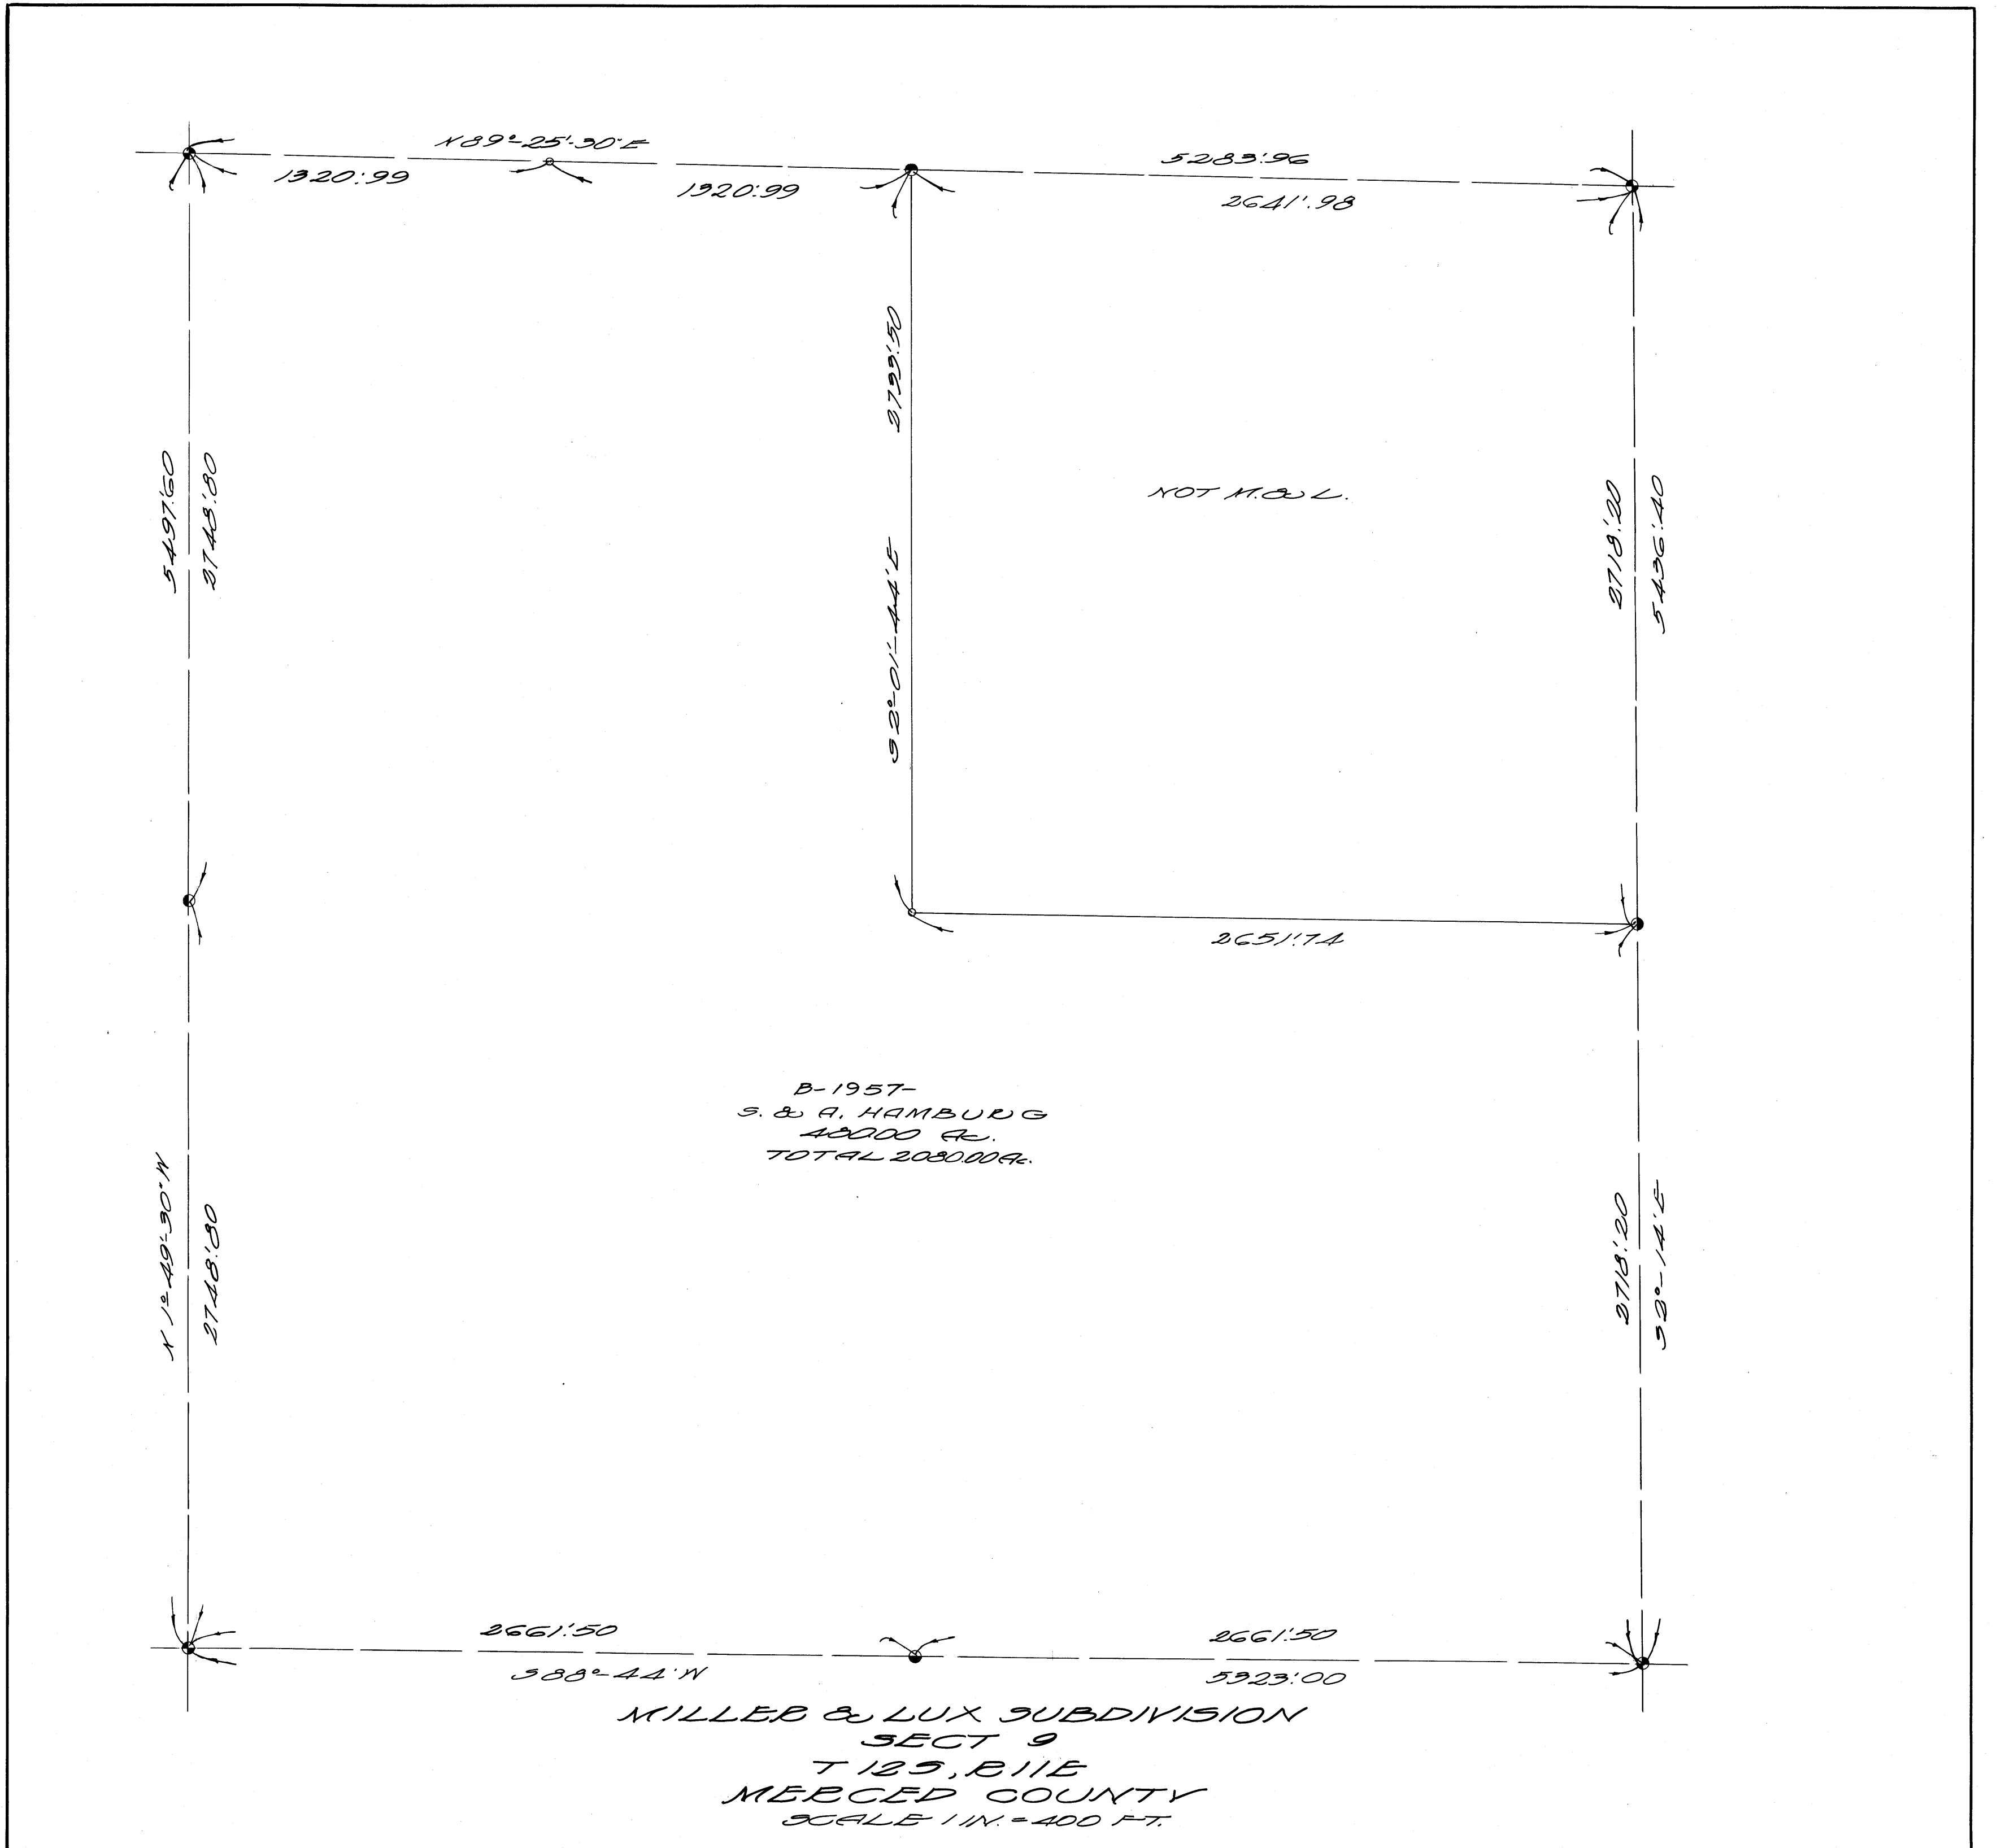 N89°-25'-30"E
5283'.96
1320'.99
1320'.99
2641'.98
2733'.50
S2°-01'-44"E
5497'.60
2748'.80
NOT M. & L.
2718'.20
5436'.40
2651'.74
B-1957-
S. & A. HAMBURG
480.00 Ac.
TOTAL 2080.00 Ac.
N 1°-49'-30"W
2748'.80
2718'.20
S2°-14'E
2661'.50
2661'.50
S88°-44'W
5323'.00
MILLER & LUX SUBDIVISION
SECT 9
T 12S, R11E
MERCED COUNTY
SCALE 1 IN. = 400 FT.